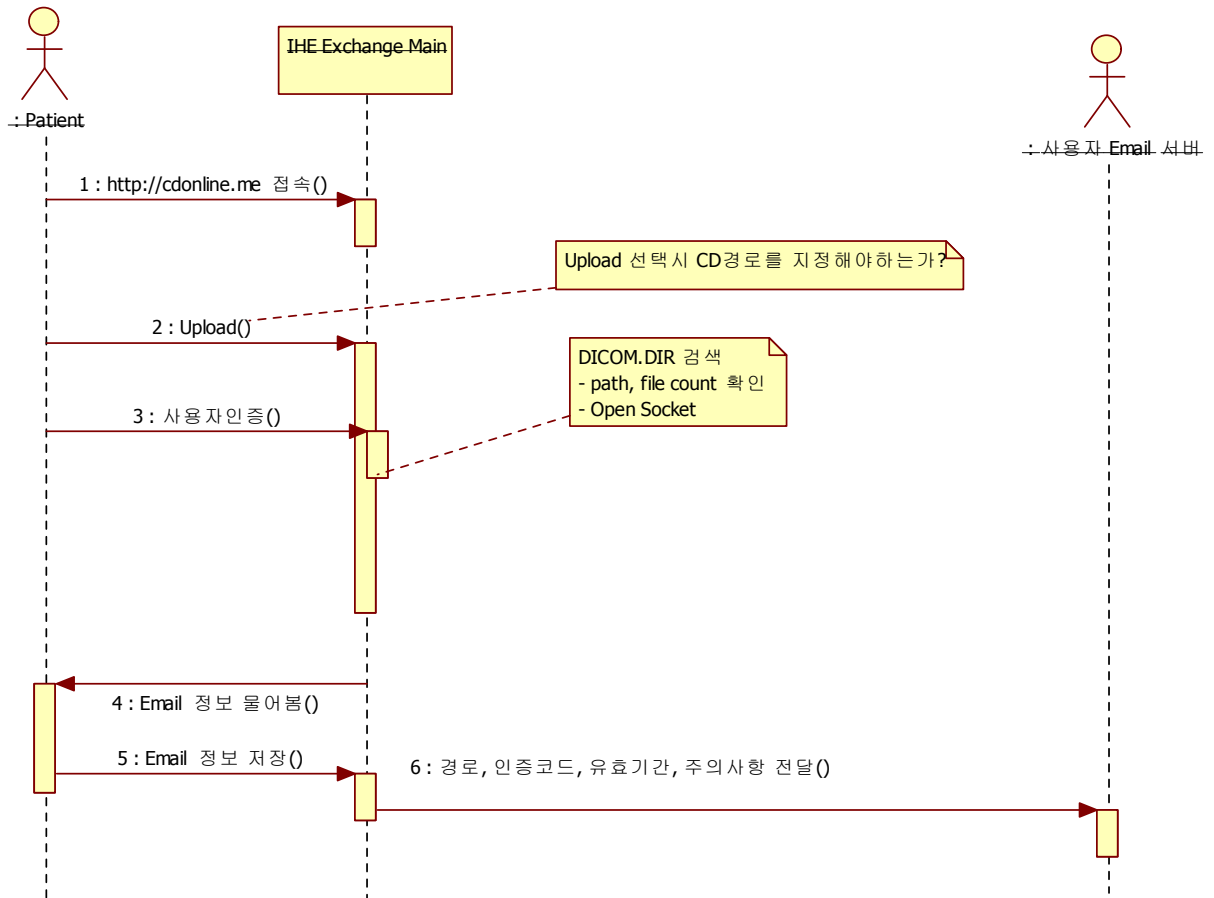 IHE Exchange Main
: Patient
: 사용자 Email 서버
1 : http://cdonline.me 접속()
Upload 선택시 CD경로를 지정해야하는가?
2 : Upload()
DICOM.DIR 검색
- path, file count 확인
- Open Socket
3 : 사용자인증()
4 : Email 정보 물어봄()
5 : Email 정보 저장()
6 : 경로, 인증코드, 유효기간, 주의사항 전달()